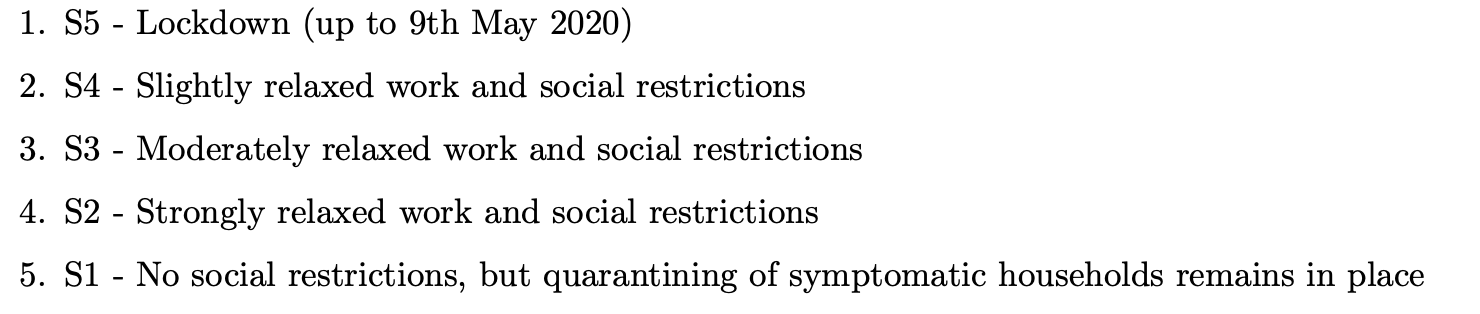 1. S5 - Lockdown (up to 9th May 2020)
2. S4 - Slightly relaxed work and social restrictions
3. S3 - Moderately relaxed work and social restrictions
4. S2 - Strongly relaxed work and social restrictions
5. S1 - No social restrictions, but quarantining of symptomatic households remains in place